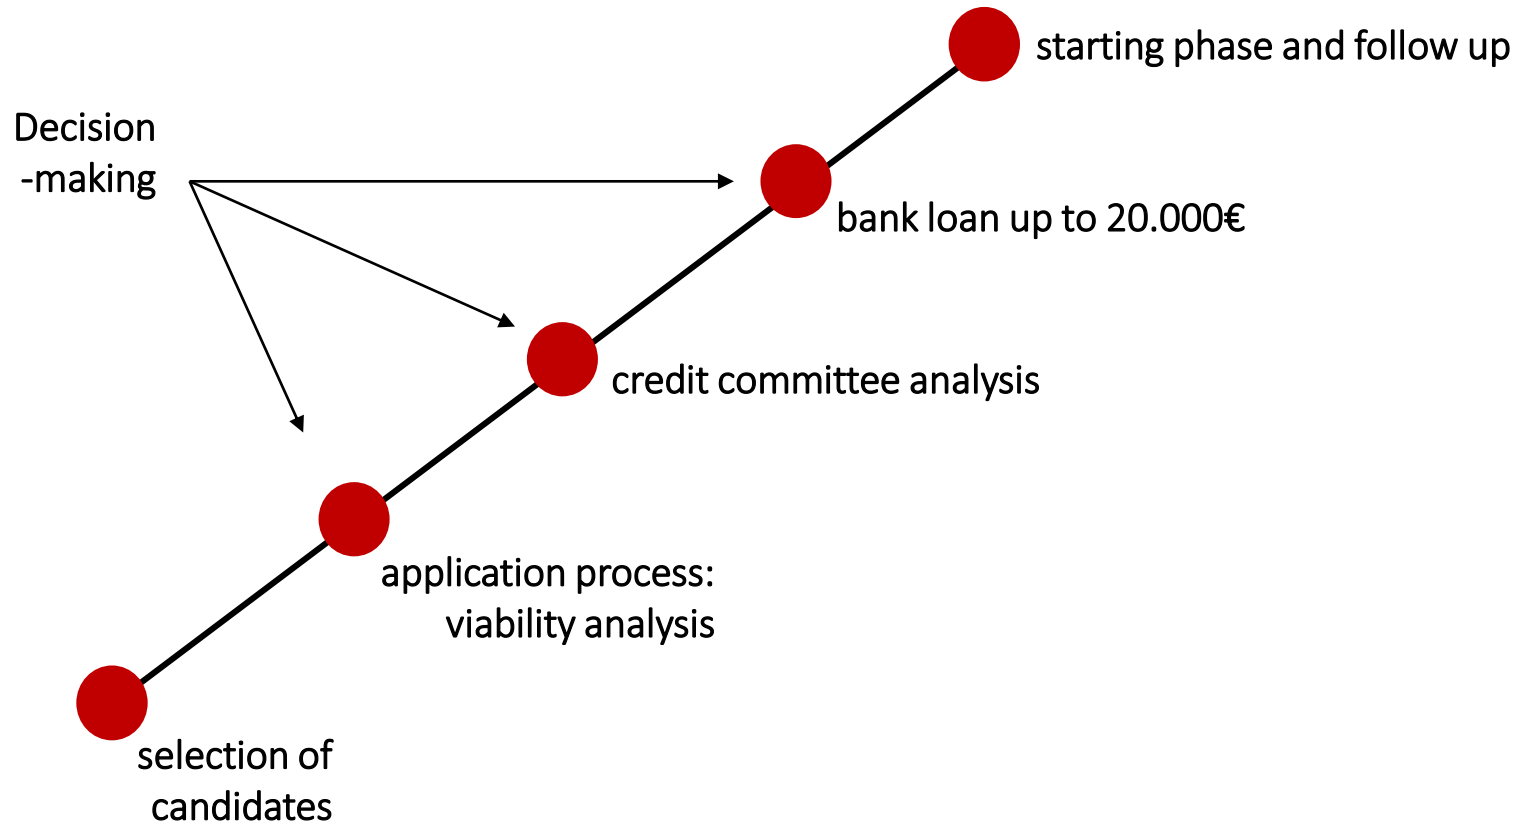 starting phase and follow up
Decision
-making
bank loan up to 20.000€
credit committee analysis
application process:
viability analysis
selection of
candidates